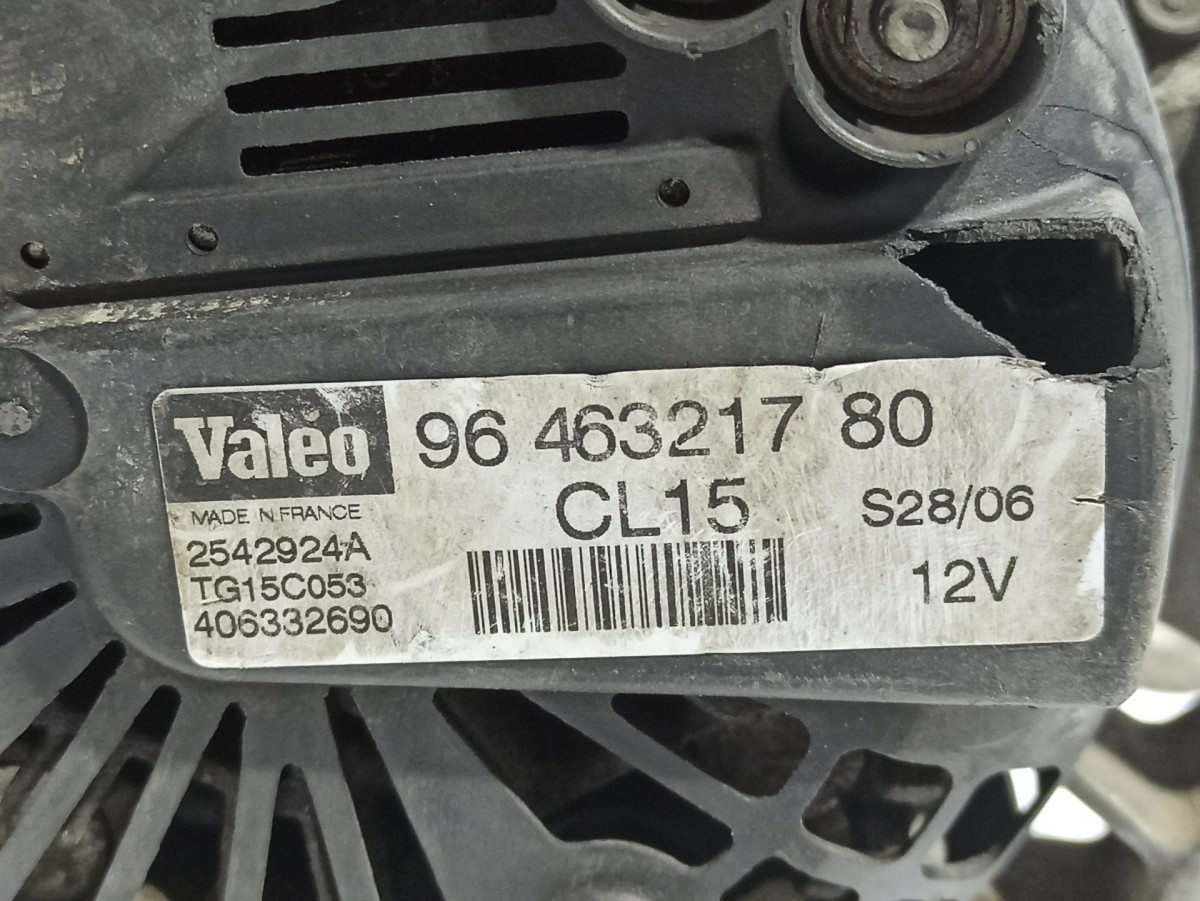 Valeo 96 463217 80
CL15
S28/06
MADE IN FRANCE
2542924A
TG15C053
406332690
12V